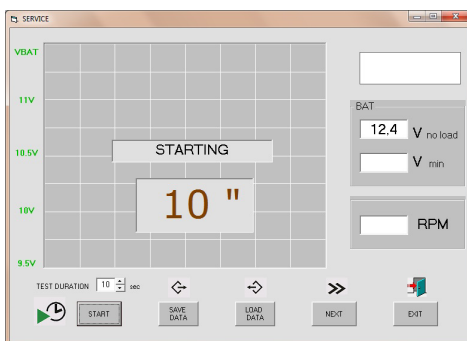 SERVICE
VBAT
11V
10.5V
10V
9.5V
STARTING
10 "
BAT
12,4 V no load
V min
RPM
TEST DURATION 10 sec
START
SAVE
DATA
LOAD
DATA
NEXT
EXIT